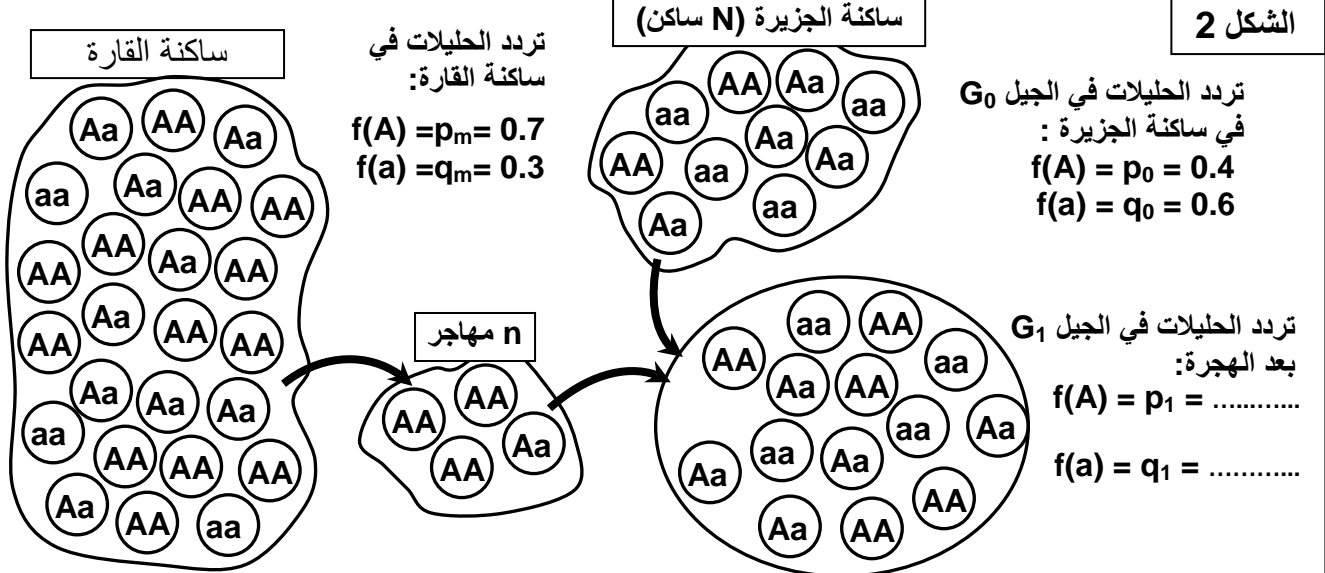 الشكل 2
ساكنة الجزيرة (N ساكن)
AA Aa aa
aa Aa
AA aa Aa
Aa aa
تردد الحليلات في الجيل G₀
في ساكنة الجزيرة :
f(A) = p₀ = 0.4
f(a) = q₀ = 0.6
تردد الحليلات في
ساكنة القارة:
f(A) =pₘ= 0.7
f(a) =qₘ= 0.3
ساكنة القارة
Aa AA Aa
aa Aa AA AA
AA AA Aa AA
AA Aa AA AA
Aa Aa Aa
aa AA AA AA
Aa AA aa
n مهاجر
AA AA Aa
AA
aa AA
AA Aa AA aa
aa Aa
Aa aa Aa
AA
Aa AA
تردد الحليلات في الجيل G₁
بعد الهجرة:
f(A) = p₁ = ...........
f(a) = q₁ = ...........